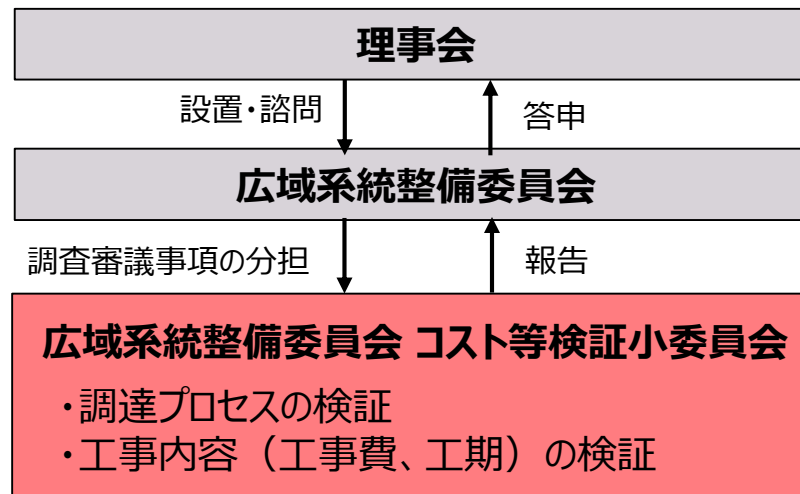 理事会
設置・諮問
答申
広域系統整備委員会
調査審議事項の分担
報告
広域系統整備委員会 コスト等検証小委員会
・調達プロセスの検証
・工事内容（工事費、工期）の検証